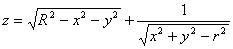 z = √(R² − x² − y²) + 1/√(x² + y² − r²)